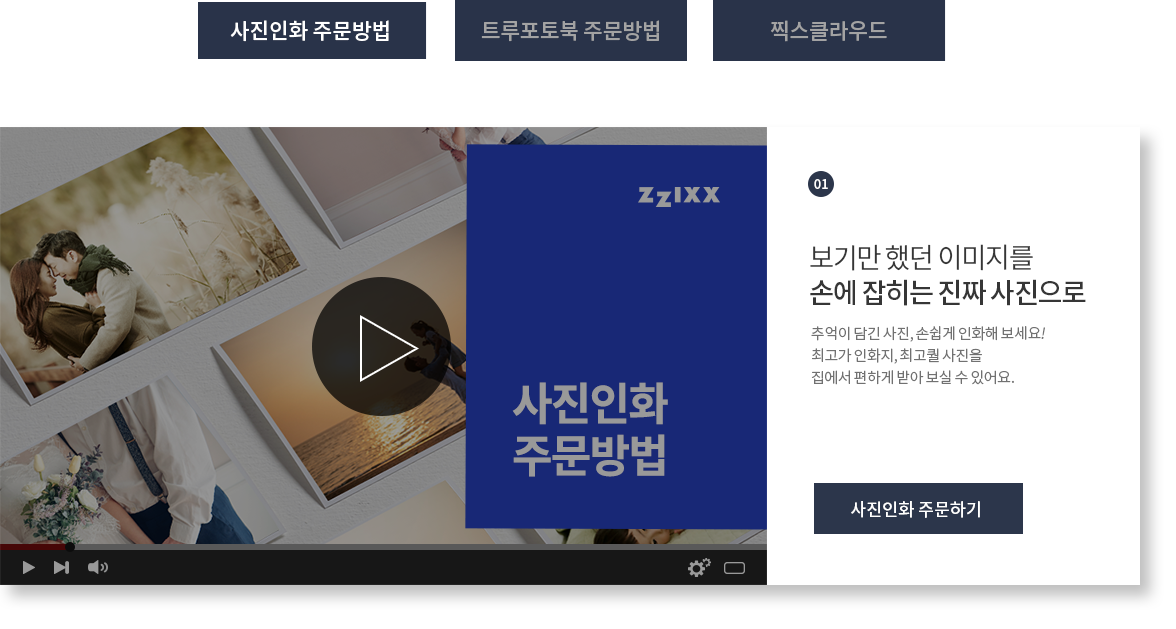 사진인화 주문방법
트루포토북 주문방법
찍스클라우드
zzixx
사진인화
주문방법
01
보기만 했던 이미지를
손에 잡히는 진짜 사진으로
추억이 담긴 사진, 손쉽게 인화해 보세요!
최고가 인화지, 최고퀄 사진을
집에서 편하게 받아 보실 수 있어요.
사진인화 주문하기